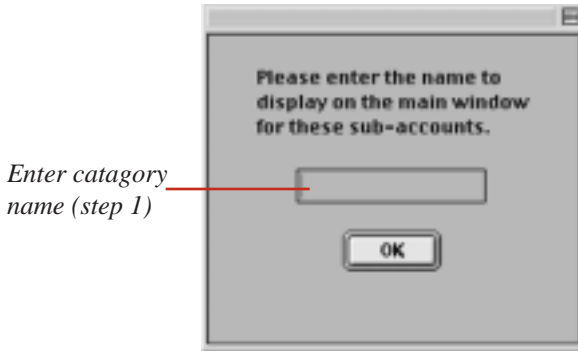 Please enter the name to
display on the main window
for these sub-accounts.
Enter catagory
name (step 1)
OK